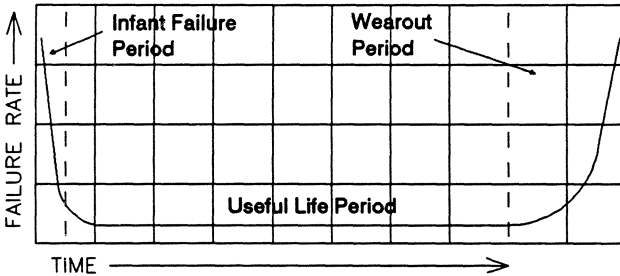 Infant Failure
Period
Wearout
Period
FAILURE RATE
Useful Life Period
TIME